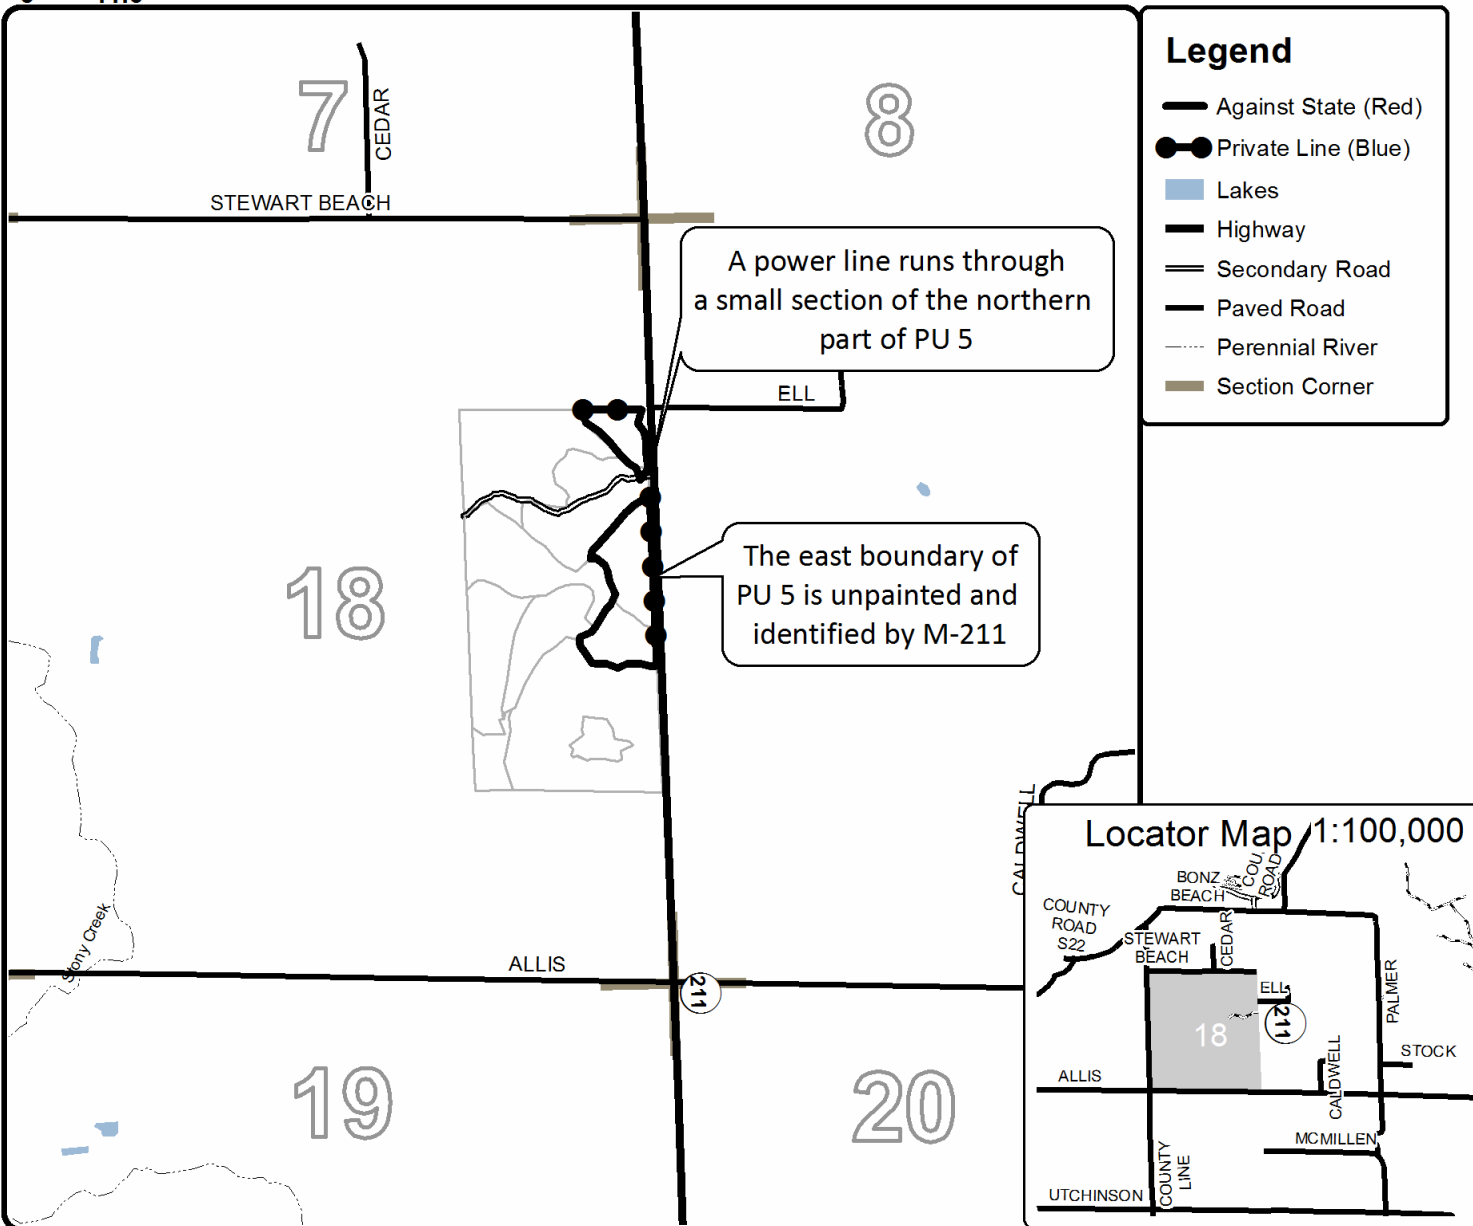 7
CEDAR
8
STEWART BEACH
A power line runs through
a small section of the northern
part of PU 5
ELL
18
The east boundary of
PU 5 is unpainted and
identified by M-211
CALDWELL
Stony Creek
ALLIS
211
19
20
Legend
Against State (Red)
Private Line (Blue)
Lakes
Highway
Secondary Road
Paved Road
Perennial River
Section Corner
Locator Map 1:100,000
BONZ
BEACH
COU
ROAD
COUNTY
ROAD
S22
STEWART
BEACH
CEDAR
ELL
211
PALMER
18
STOCK
ALLIS
CALDWELL
MCMILLEN
COUNTY
LINE
UTCHINSON